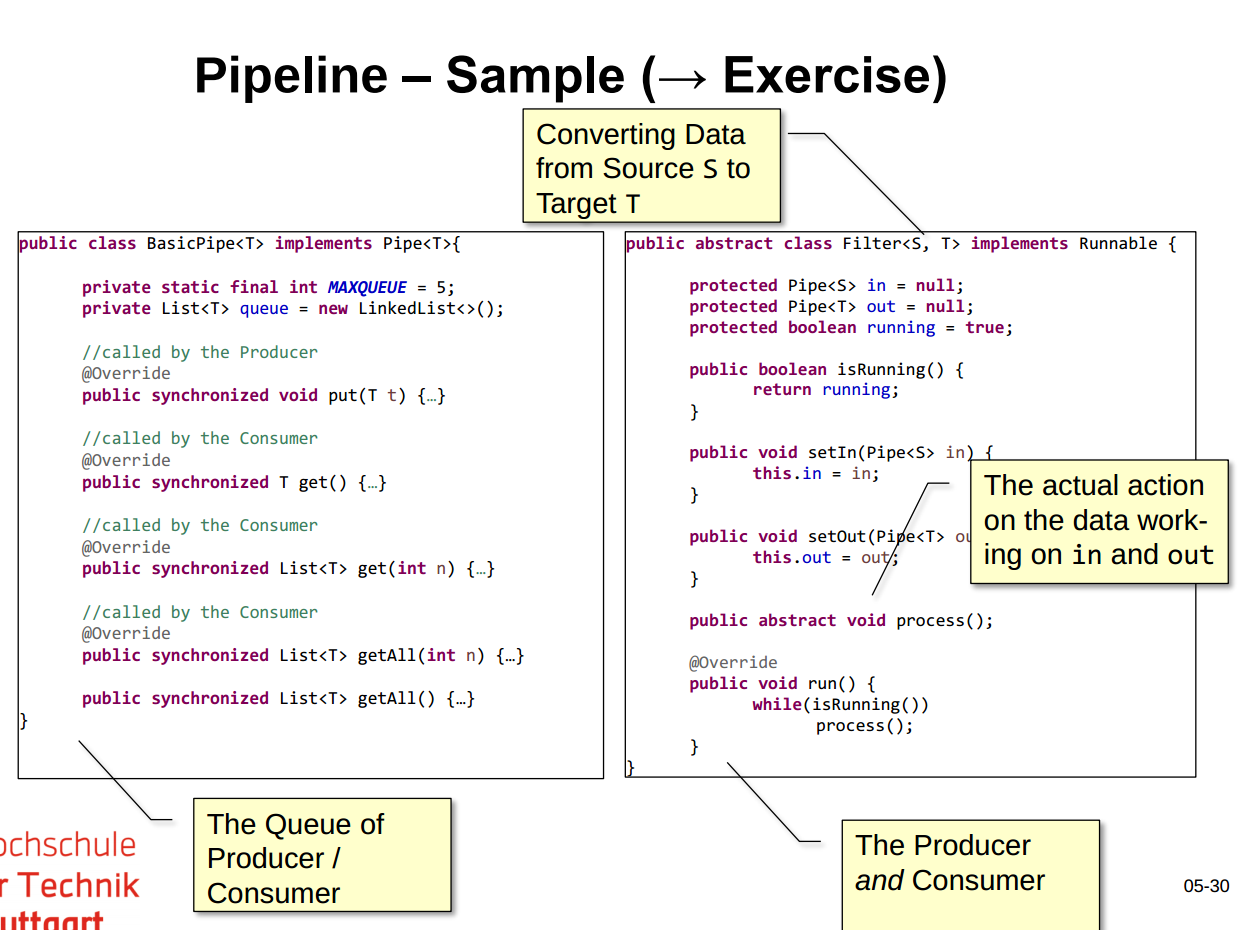 Pipeline – Sample (→ Exercise)
Converting Data
from Source S to
Target T
public class BasicPipe<T> implements Pipe<T>{
private static final int MAXQUEUE = 5;
private List<T> queue = new LinkedList<>();
//called by the Producer
@Override
public synchronized void put(T t) {…}
//called by the Consumer
@Override
public synchronized T get() {…}
//called by the Consumer
@Override
public synchronized List<T> get(int n) {…}
//called by the Consumer
@Override
public synchronized List<T> getAll(int n) {…}
public synchronized List<T> getAll() {…}
}
The Queue of
Producer /
Consumer
public abstract class Filter<S, T> implements Runnable {
protected Pipe<S> in = null;
protected Pipe<T> out = null;
protected boolean running = true;
public boolean isRunning() {
return running;
}
public void setIn(Pipe<S> in) {
this.in = in;
}
public void setOut(Pipe<T> ou
this.out = out;
}
public abstract void process();
@Override
public void run() {
while(isRunning())
process();
}
}
The actual action
on the data work-
ing on in and out
The Producer
and Consumer
ochschule
r Technik
uttgart
05-30